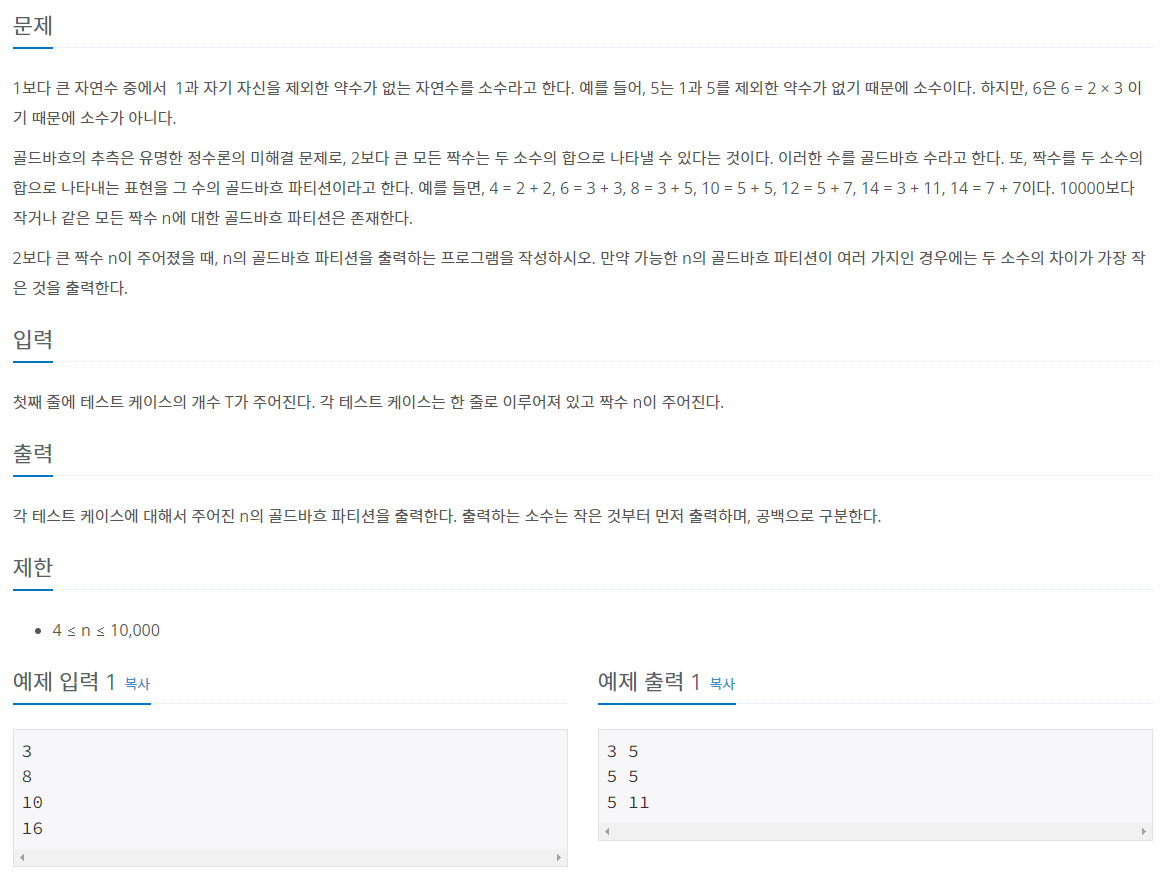 문제
1보다 큰 자연수 중에서  1과 자기 자신을 제외한 약수가 없는 자연수를 소수라고 한다. 예를 들어, 5는 1과 5를 제외한 약수가 없기 때문에 소수이다. 하지만, 6은 6 = 2 × 3 이
기 때문에 소수가 아니다.
골드바흐의 추측은 유명한 정수론의 미해결 문제로, 2보다 큰 모든 짝수는 두 소수의 합으로 나타낼 수 있다는 것이다. 이러한 수를 골드바흐 수라고 한다. 또, 짝수를 두 소수의
합으로 나타내는 표현을 그 수의 골드바흐 파티션이라고 한다. 예를 들면, 4 = 2 + 2, 6 = 3 + 3, 8 = 3 + 5, 10 = 5 + 5, 12 = 5 + 7, 14 = 3 + 11, 14 = 7 + 7이다. 10000보다
작거나 같은 모든 짝수 n에 대한 골드바흐 파티션은 존재한다.
2보다 큰 짝수 n이 주어졌을 때, n의 골드바흐 파티션을 출력하는 프로그램을 작성하시오. 만약 가능한 n의 골드바흐 파티션이 여러 가지인 경우에는 두 소수의 차이가 가장 작
은 것을 출력한다.
입력
첫째 줄에 테스트 케이스의 개수 T가 주어진다. 각 테스트 케이스는 한 줄로 이루어져 있고 짝수 n이 주어진다.
출력
각 테스트 케이스에 대해서 주어진 n의 골드바흐 파티션을 출력한다. 출력하는 소수는 작은 것부터 먼저 출력하며, 공백으로 구분한다.
제한
• 4 ≤ n ≤ 10,000
예제 입력 1 복사
3
8
10
16
예제 출력 1 복사
3 5
5 5
5 11